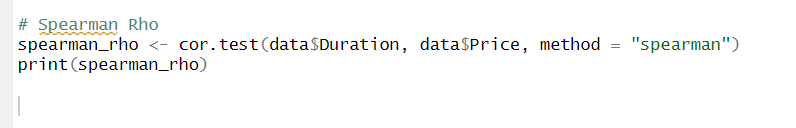 # Spearman Rho
spearman_rho <- cor.test(data$Duration, data$Price, method = "spearman")
print(spearman_rho)